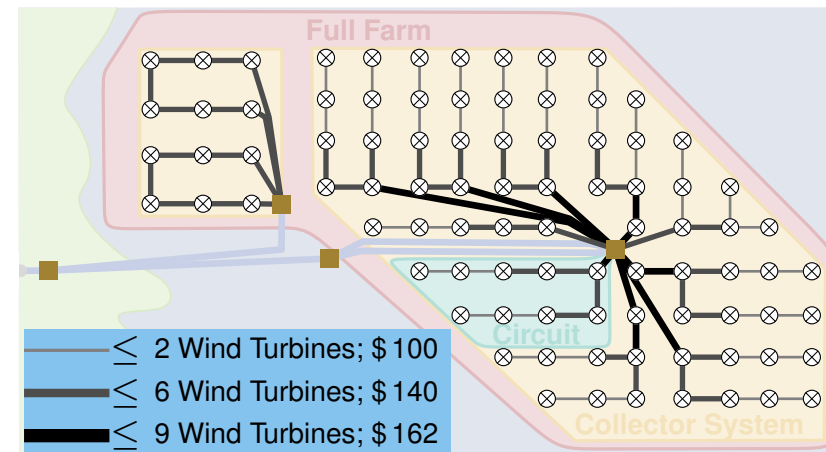 Full Farm
Circuit
≤ 2 Wind Turbines; $100
≤ 6 Wind Turbines; $140
≤ 9 Wind Turbines; $162
Collector System